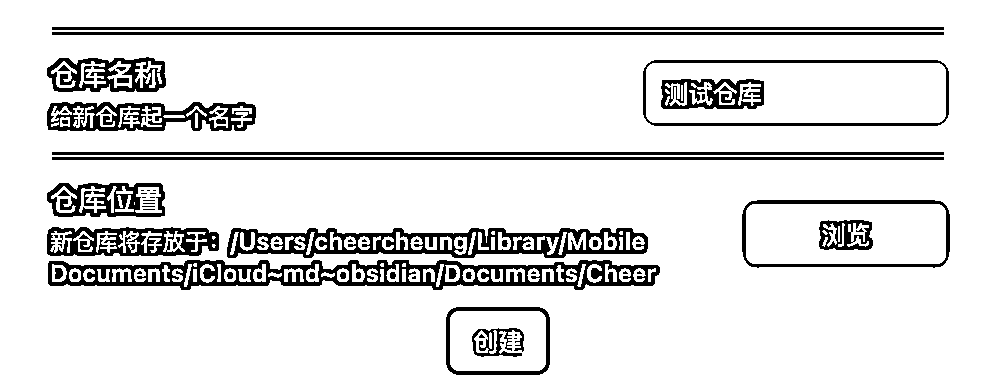 仓库名称
给新仓库起一个名字
测试仓库
仓库位置
新仓库将存放于：/Users/cheercheung/Library/Mobile
Documents/iCloud~md~obsidian/Documents/Cheer
浏览
创建